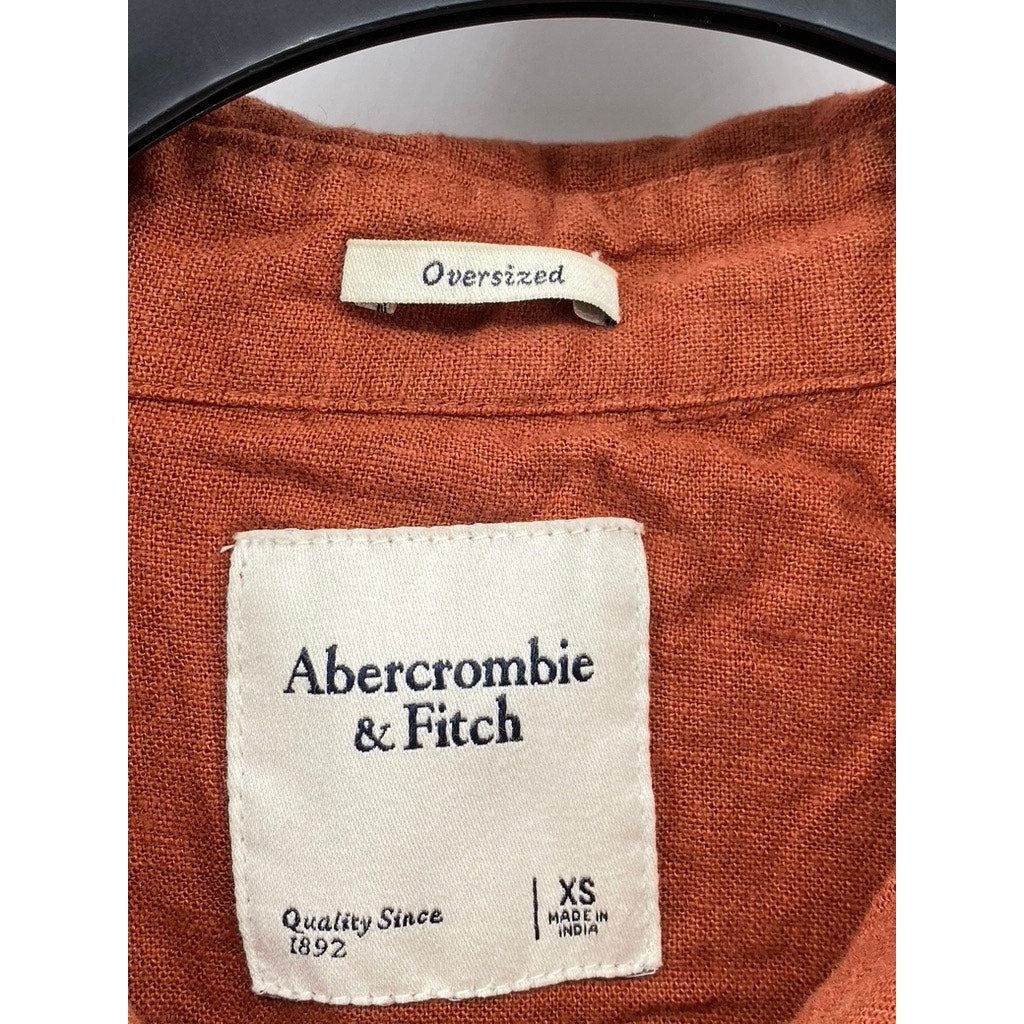 Oversized
Abercrombie
& Fitch
Quality Since
1892
XS
MADE IN
INDIA